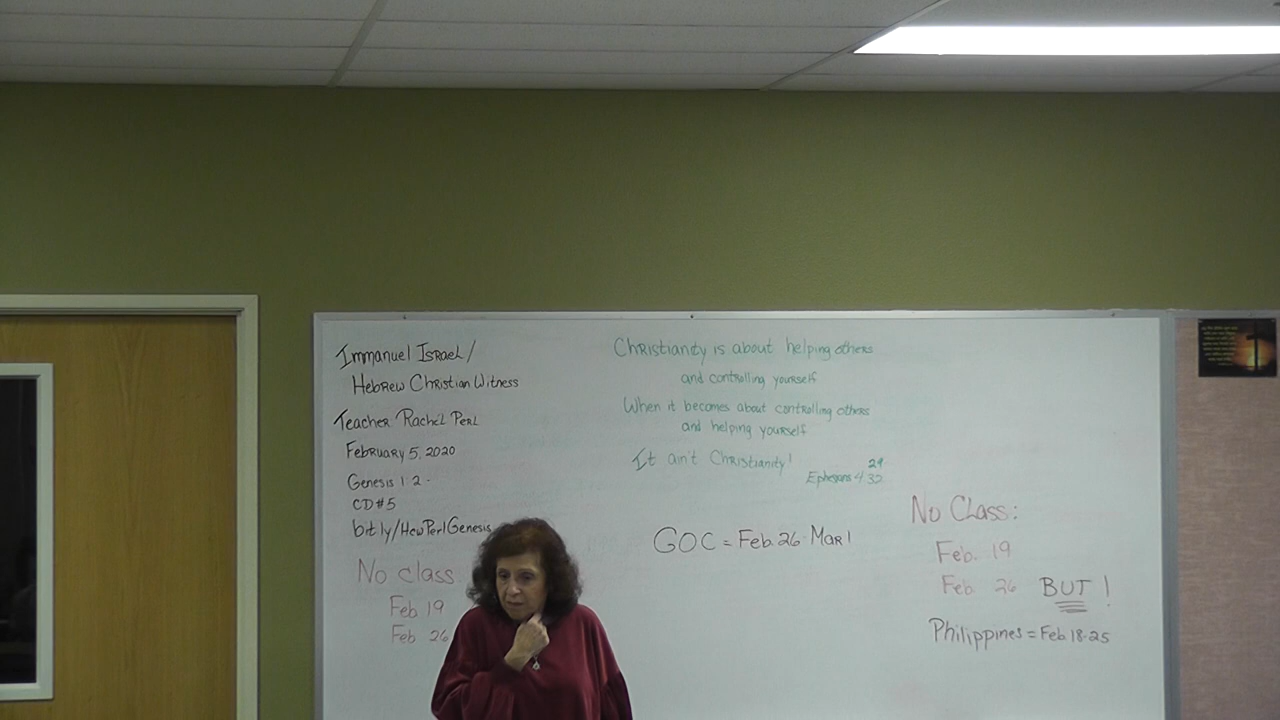 Immanuel Israel/
Hebrew Christian Witness
Teacher Rachel Perl
February 5, 2020
Genesis 1:2-
CD#5
bit.ly/HcwPerlGenesis
No class
Feb 19
Feb 26
Christianity is about helping others
and controlling yourself
When it becomes about controlling others
and helping yourself
It ain't Christianity!
29
Ephesians 4 32
GOC = Feb. 26-Mar 1
No Class:
Feb. 19
Feb 26 BUT!
Philippines = Feb 18-25